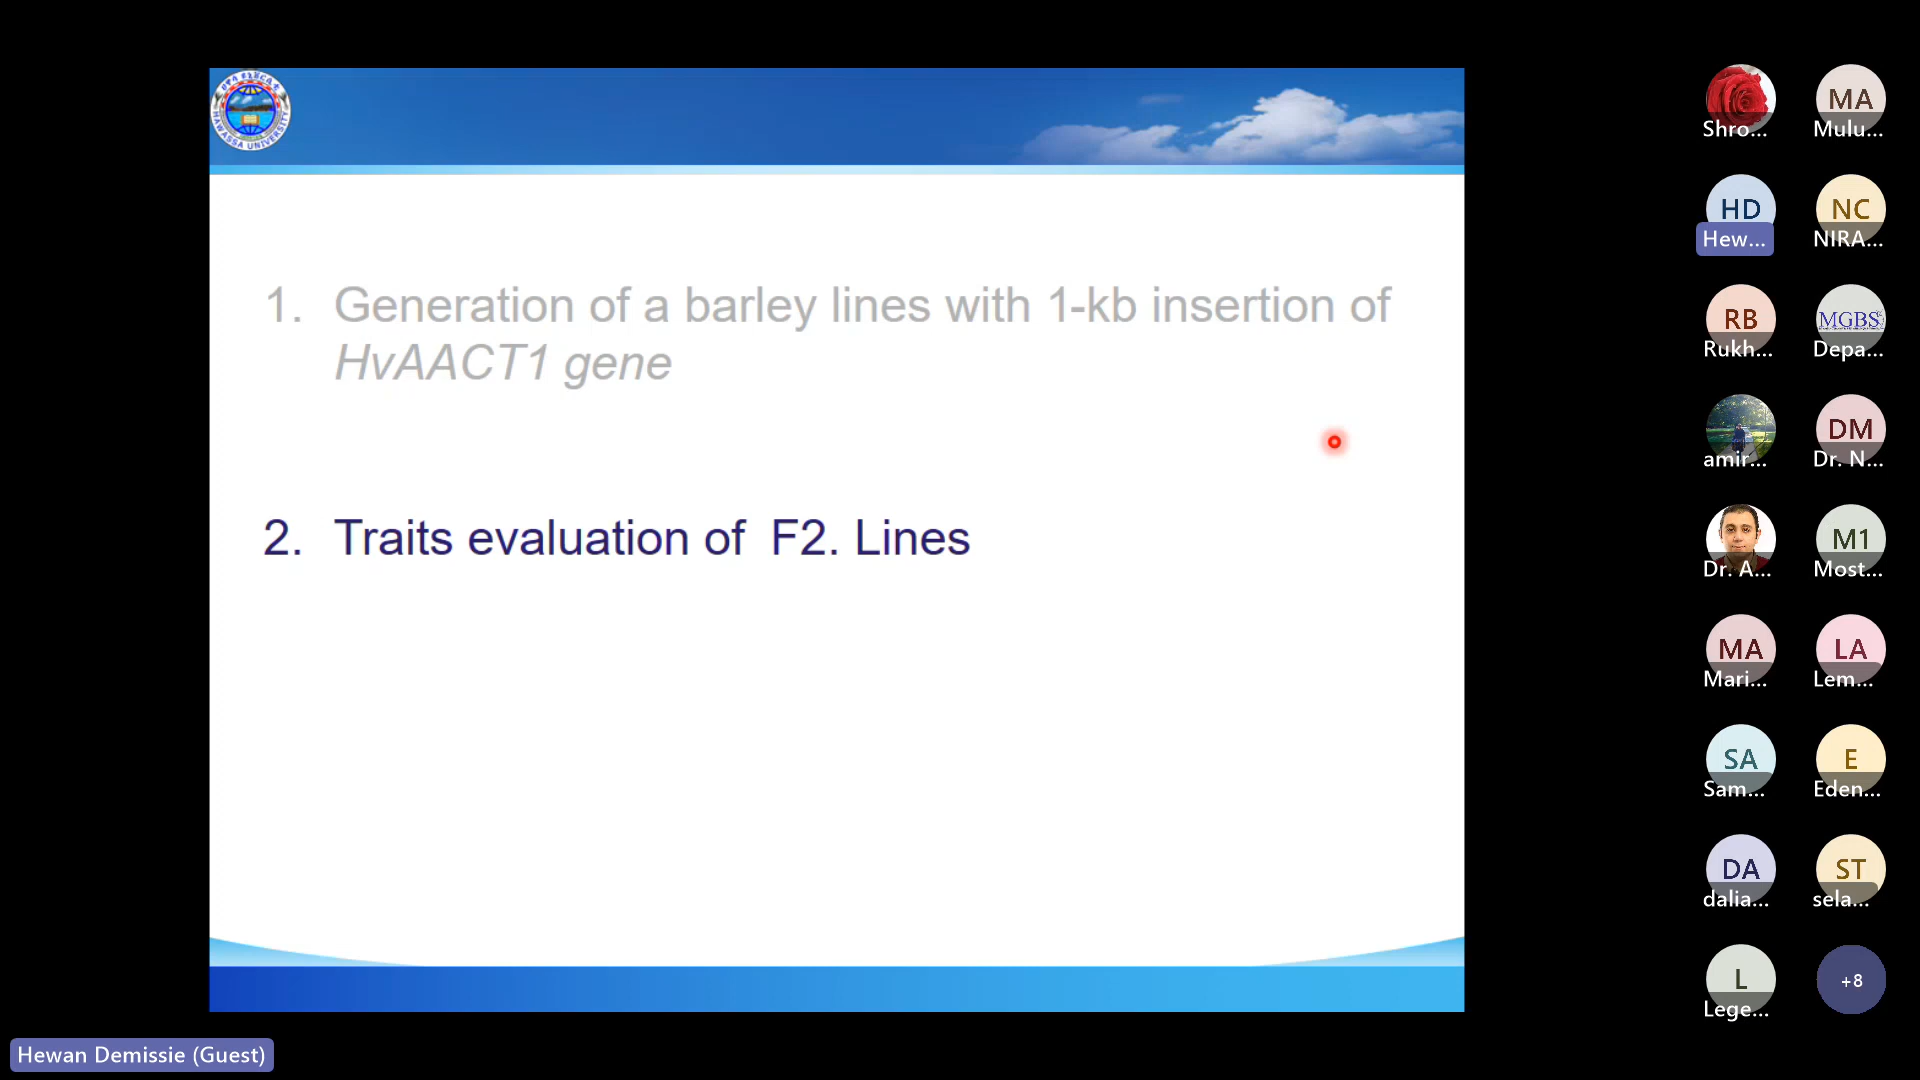 HAWASSA UNIVERSITY
1. Generation of a barley lines with 1-kb insertion of
HvAACT1 gene
2. Traits evaluation of F2. Lines
Shro...
MA
Mulu...
HD
Hew...
NC
NIRA...
RB
Rukh...
MGBS
Depa...
amir...
DM
Dr. N...
Dr. A...
M1
Most...
MA
Mari...
LA
Lem...
SA
Sam...
E
Eden...
DA
dalia...
ST
sela...
L
Lege...
+8
Hewan Demissie (Guest)